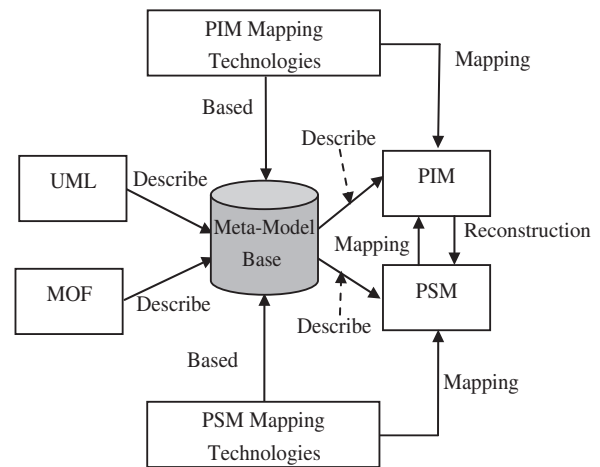 PIM Mapping
Technologies
Mapping
Based
Describe
UML
Describe
PIM
Meta-Model
Base
Mapping
Reconstruction
MOF
Describe
PSM
Describe
Based
Mapping
PSM Mapping
Technologies